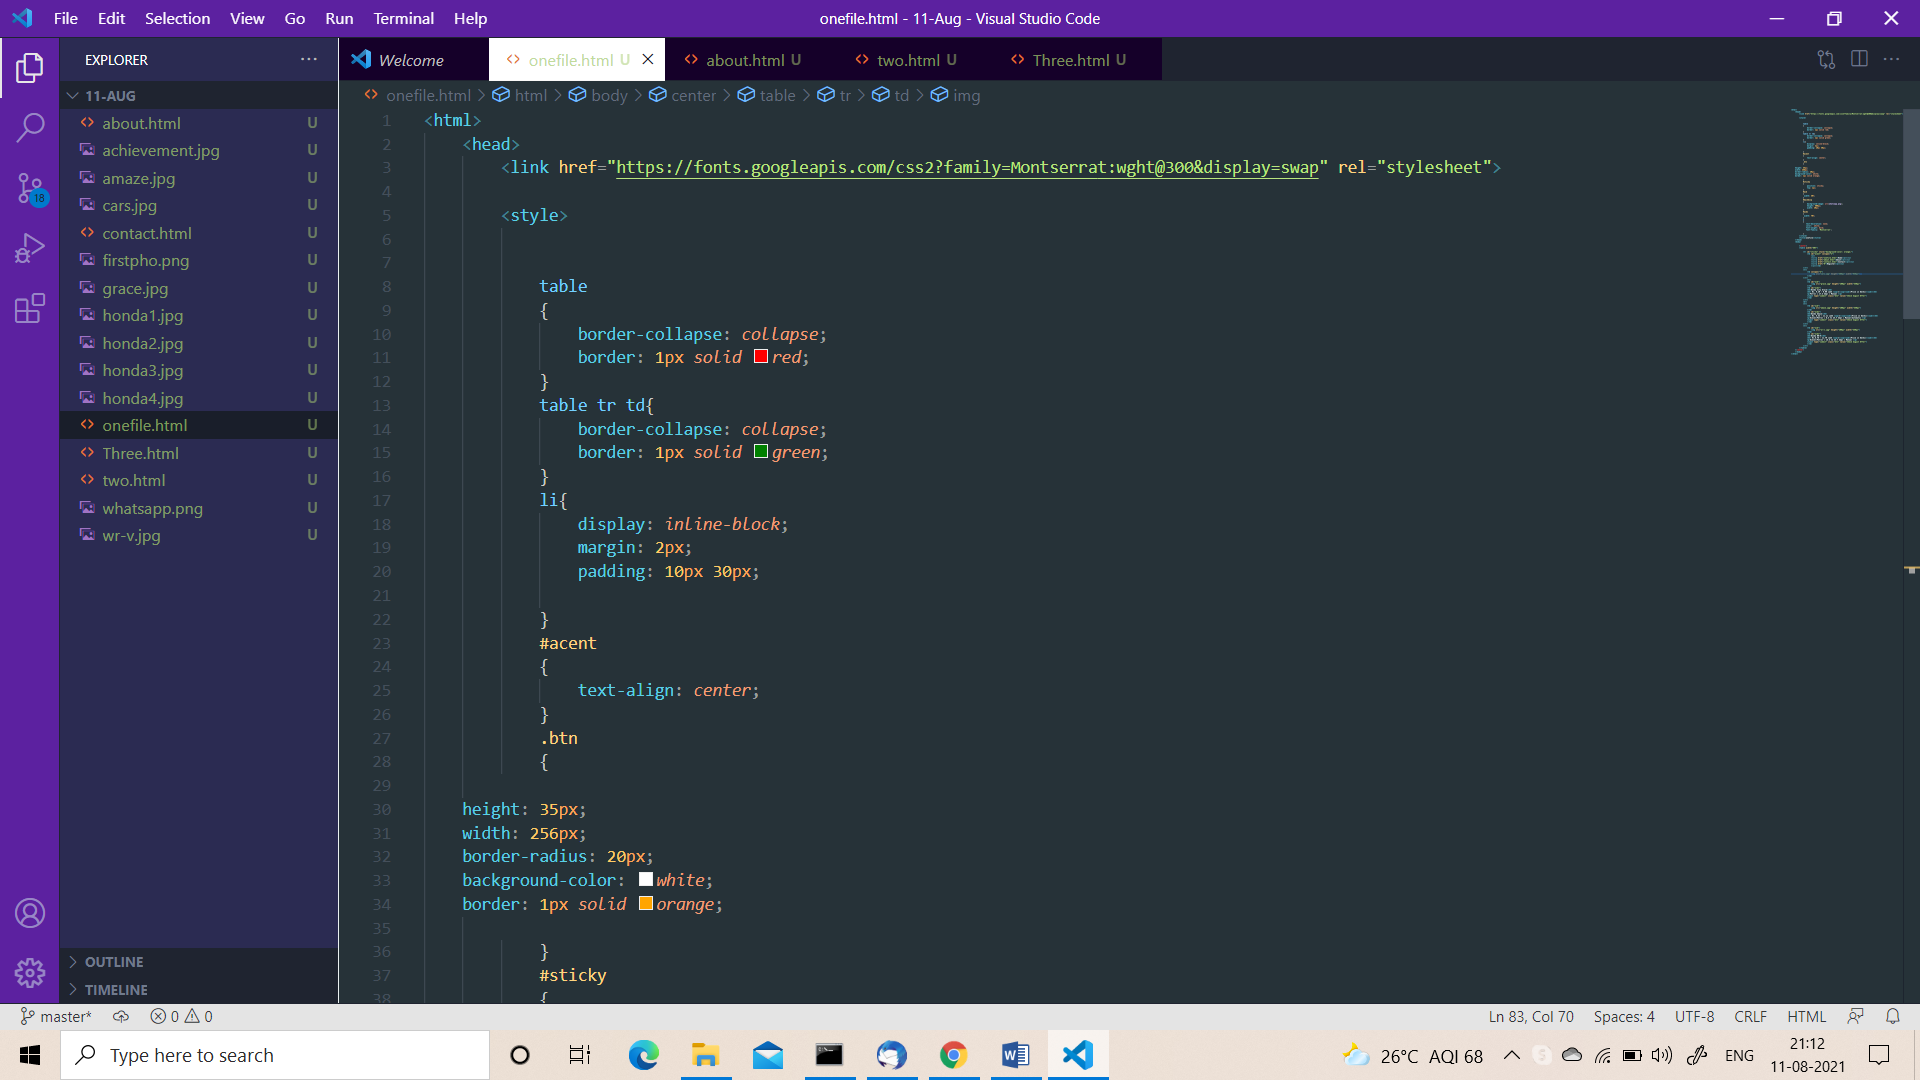 File Edit Selection View Go Run Terminal Help
onefile.html - 11-Aug - Visual Studio Code
EXPLORER
11-AUG
about.html U
achievement.jpg U
amaze.jpg U
cars.jpg U
contact.html U
firstpho.png U
grace.jpg U
honda1.jpg U
honda2.jpg U
honda3.jpg U
honda4.jpg U
onefile.html U
Three.html U
two.html U
whatsapp.png U
wr-v.jpg U
OUTLINE
TIMELINE
18
Welcome onefile.html U about.html U two.html U Three.html U
onefile.html > html > body > center > table > tr > td > img
1 <html>
2 <head>
3 <link href="https://fonts.googleapis.com/css2?family=Montserrat:wght@300&display=swap" rel="stylesheet">
4
5 <style>
6
7
8 table
9 {
10 border-collapse: collapse;
11 border: 1px solid red;
12 }
13 table tr td{
14 border-collapse: collapse;
15 border: 1px solid green;
16 }
17 li{
18 display: inline-block;
19 margin: 2px;
20 padding: 10px 30px;
21
22 }
23 #acent
24 {
25 text-align: center;
26 }
27 .btn
28 {
29
30 height: 35px;
31 width: 256px;
32 border-radius: 20px;
33 background-color: white;
34 border: 1px solid orange;
35
36 }
37 #sticky
38 {
master* 0 0
Ln 83, Col 70 Spaces: 4 UTF-8 CRLF HTML
Type here to search
26°C AQI 68 ENG
21:12
11-08-2021